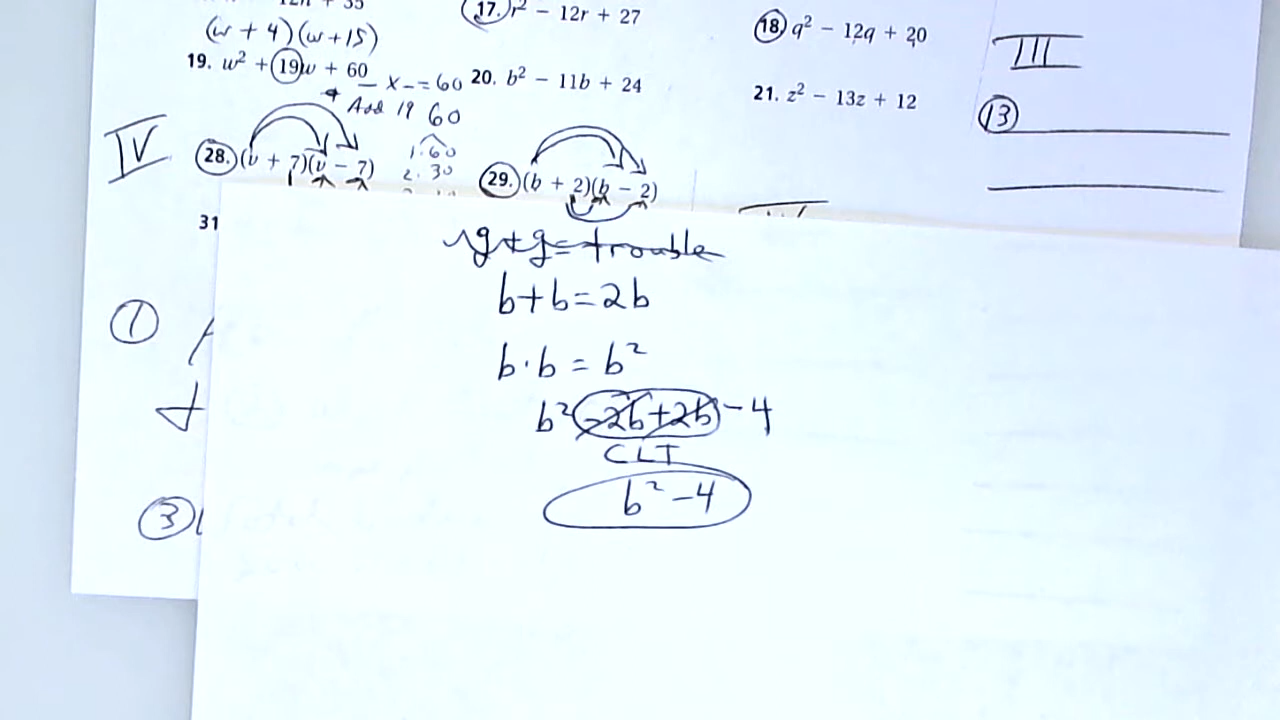 17. r² − 12r + 27
18. q² − 12q + 20
(w + 4)(w + 15)
III
19. w² + 19w + 60
_ x _ = 60
20. b² − 11b + 24
21. z² − 13z + 12
Add 19
60
13
IV
28. (v + 7)(v − 7)
1·60
2·30
29. (b + 2)(b − 2)
31
g+g=trouble
b+b=2b
b·b = b²
1
b² −2b+2b −4
CLT
b² −4
3